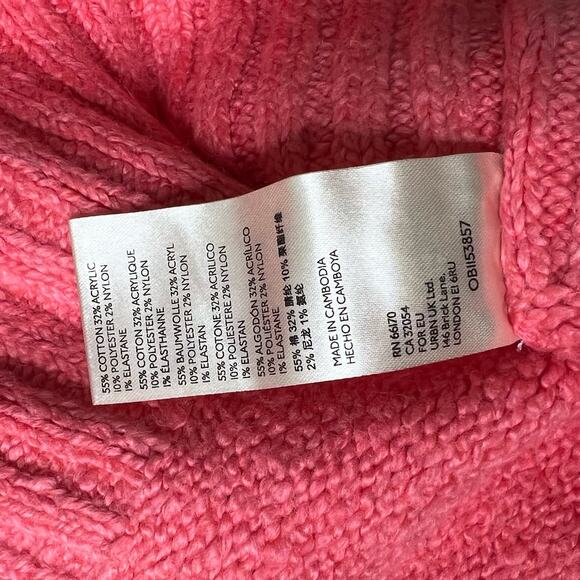 55% COTTON 32% ACRYLIC
10% POLYESTER 2% NYLON
1% ELASTANE
55% COTON 32% ACRYLIQUE
10% POLYESTER 2% NYLON
1% ÉLASTHANNE
55% BAUMWOLLE 32% ACRYL
10% POLYESTER 2% NYLON
1% ELASTAN
55% COTONE 32% ACRILICO
10% POLIESTERE 2% NYLON
1% ELASTAN
55% ALGODÓN 32% ACRÍLICO
10% POLIÉSTER 2% NYLON
1% ELASTANE
55% 棉 32% 腈纶 10% 聚酯纤维
2% 尼龙 1% 氨纶
MADE IN CAMBODIA
HECHO EN CAMBOYA
RN 66170
CA 32054
FOR EU
URBN UK Ltd.
146 Brick Lane,
LONDON E1 6RU
OB1153857